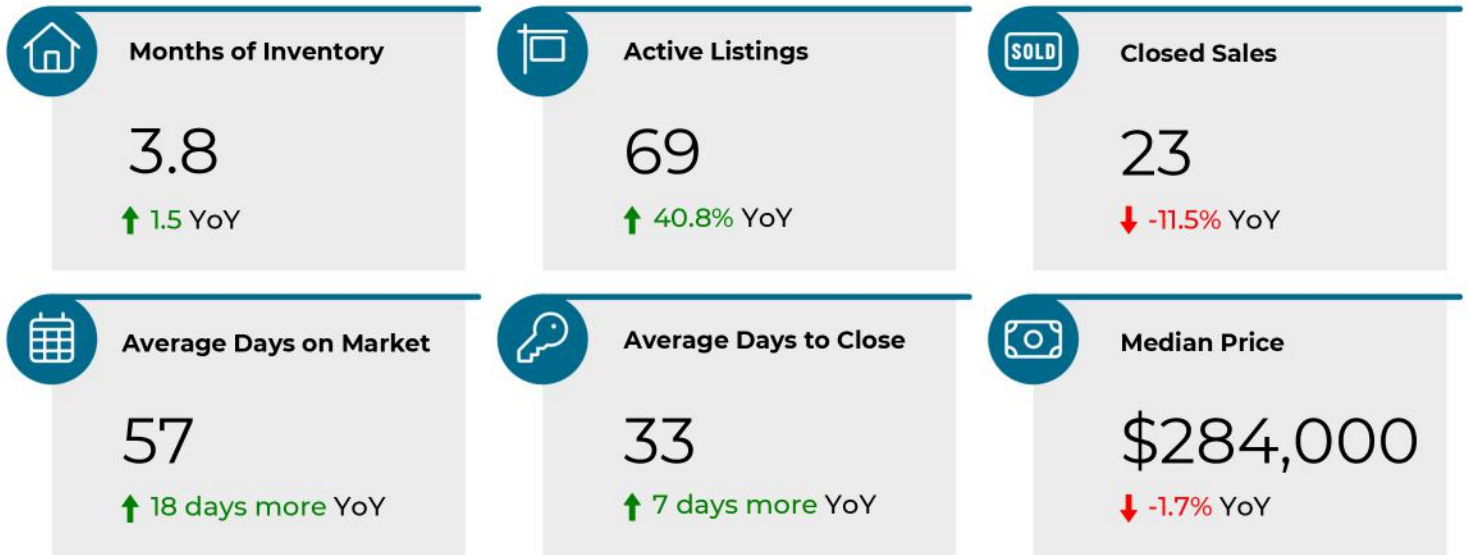 Months of Inventory
3.8
↑ 1.5 YoY
Active Listings
69
↑ 40.8% YoY
SOLD
Closed Sales
23
↓ -11.5% YoY
Average Days on Market
57
↑ 18 days more YoY
Average Days to Close
33
↑ 7 days more YoY
Median Price
$284,000
↓ -1.7% YoY